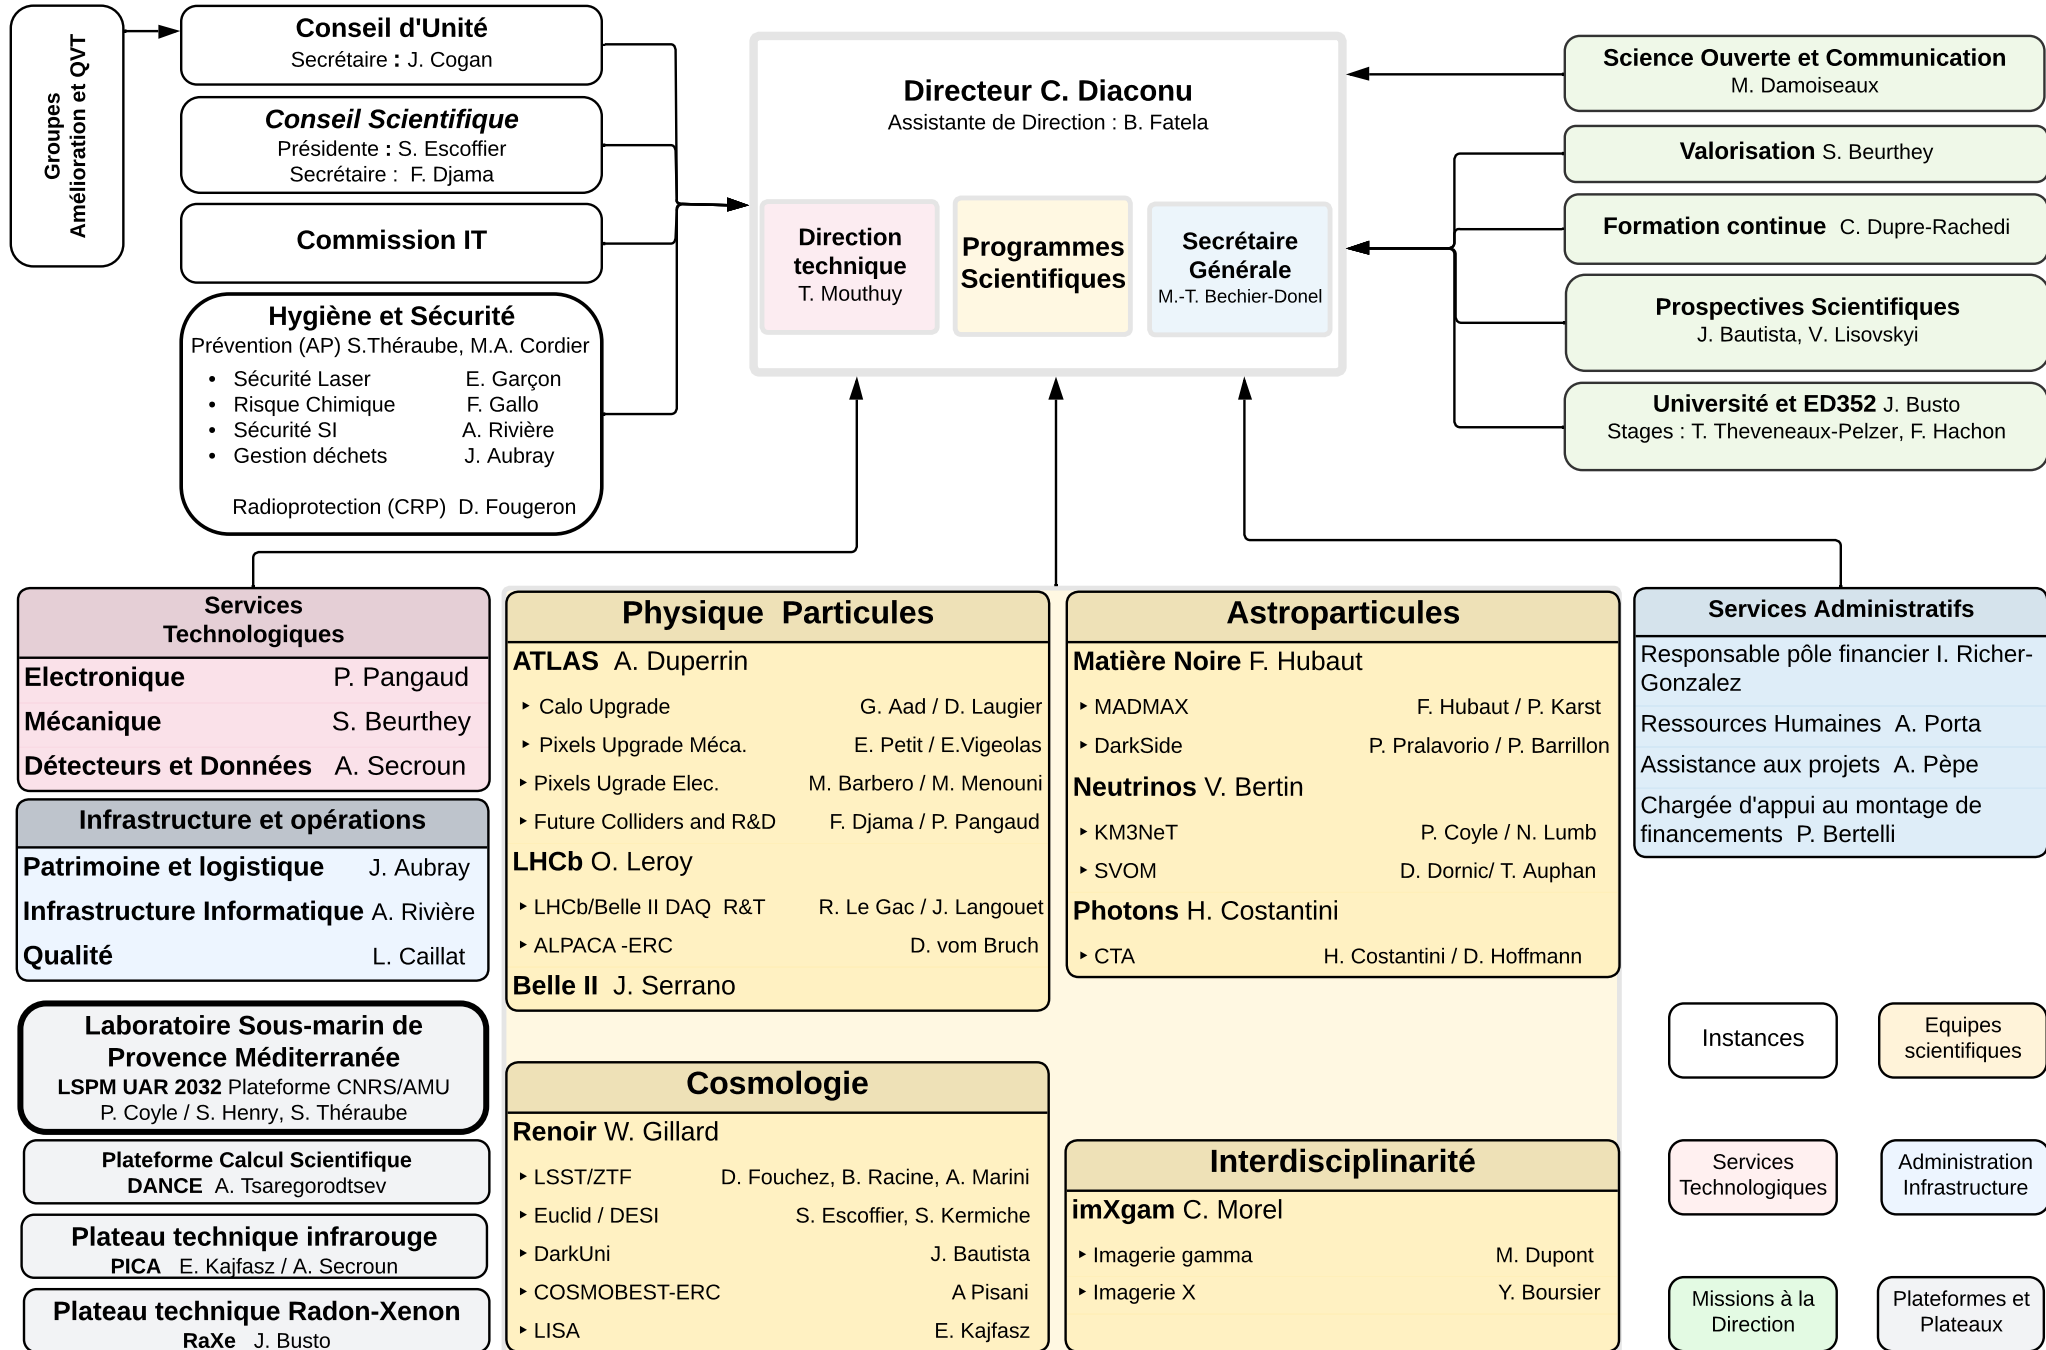 Groupes
Amélioration et QVT
Conseil d'Unité
Secrétaire : J. Cogan
Conseil Scientifique
Présidente : S. Escoffier
Secrétaire : F. Djama
Commission IT
Hygiène et Sécurité
Prévention (AP) S.Théraube, M.A. Cordier
• Sécurité Laser E. Garçon
• Risque Chimique F. Gallo
• Sécurité SI A. Rivière
• Gestion déchets J. Aubray
Radioprotection (CRP) D. Fougeron
Directeur C. Diaconu
Assistante de Direction : B. Fatela
Direction
technique
T. Mouthuy
Programmes
Scientifiques
Secrétaire
Générale
M.-T. Bechier-Donel
Science Ouverte et Communication
M. Damoiseaux
Valorisation S. Beurthey
Formation continue C. Dupre-Rachedi
Prospectives Scientifiques
J. Bautista, V. Lisovskyi
Université et ED352 J. Busto
Stages : T. Theveneaux-Pelzer, F. Hachon
Services
Technologiques
Electronique P. Pangaud
Mécanique S. Beurthey
Détecteurs et Données A. Secroun
Infrastructure et opérations
Patrimoine et logistique J. Aubray
Infrastructure Informatique A. Rivière
Qualité L. Caillat
Laboratoire Sous-marin de
Provence Méditerranée
LSPM UAR 2032 Plateforme CNRS/AMU
P. Coyle / S. Henry, S. Théraube
Plateforme Calcul Scientifique
DANCE A. Tsaregorodtsev
Plateau technique infrarouge
PICA E. Kajfasz / A. Secroun
Plateau technique Radon-Xenon
RaXe J. Busto
Physique Particules
ATLAS A. Duperrin
‣ Calo Upgrade G. Aad / D. Laugier
‣ Pixels Upgrade Méca. E. Petit / E.Vigeolas
‣ Pixels Ugrade Elec. M. Barbero / M. Menouni
‣ Future Colliders and R&D F. Djama / P. Pangaud
LHCb O. Leroy
‣ LHCb/Belle II DAQ R&T R. Le Gac / J. Langouet
‣ ALPACA -ERC D. vom Bruch
Belle II J. Serrano
Cosmologie
Renoir W. Gillard
‣ LSST/ZTF D. Fouchez, B. Racine, A. Marini
‣ Euclid / DESI S. Escoffier, S. Kermiche
‣ DarkUni J. Bautista
‣ COSMOBEST-ERC A Pisani
‣ LISA E. Kajfasz
Astroparticules
Matière Noire F. Hubaut
‣ MADMAX F. Hubaut / P. Karst
‣ DarkSide P. Pralavorio / P. Barrillon
Neutrinos V. Bertin
‣ KM3NeT P. Coyle / N. Lumb
‣ SVOM D. Dornic/ T. Auphan
Photons H. Costantini
‣ CTA H. Costantini / D. Hoffmann
Interdisciplinarité
imXgam C. Morel
‣ Imagerie gamma M. Dupont
‣ Imagerie X Y. Boursier
Services Administratifs
Responsable pôle financier I. Richer-
Gonzalez
Ressources Humaines A. Porta
Assistance aux projets A. Pèpe
Chargée d'appui au montage de
financements P. Bertelli
Instances
Equipes
scientifiques
Services
Technologiques
Administration
Infrastructure
Missions à la
Direction
Plateformes et
Plateaux